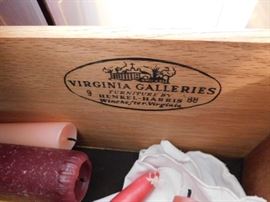 VIRGINIA GALLERIES
9 FURNITURE BY 88
HENKEL-HARRIS
Winchester, Virginia